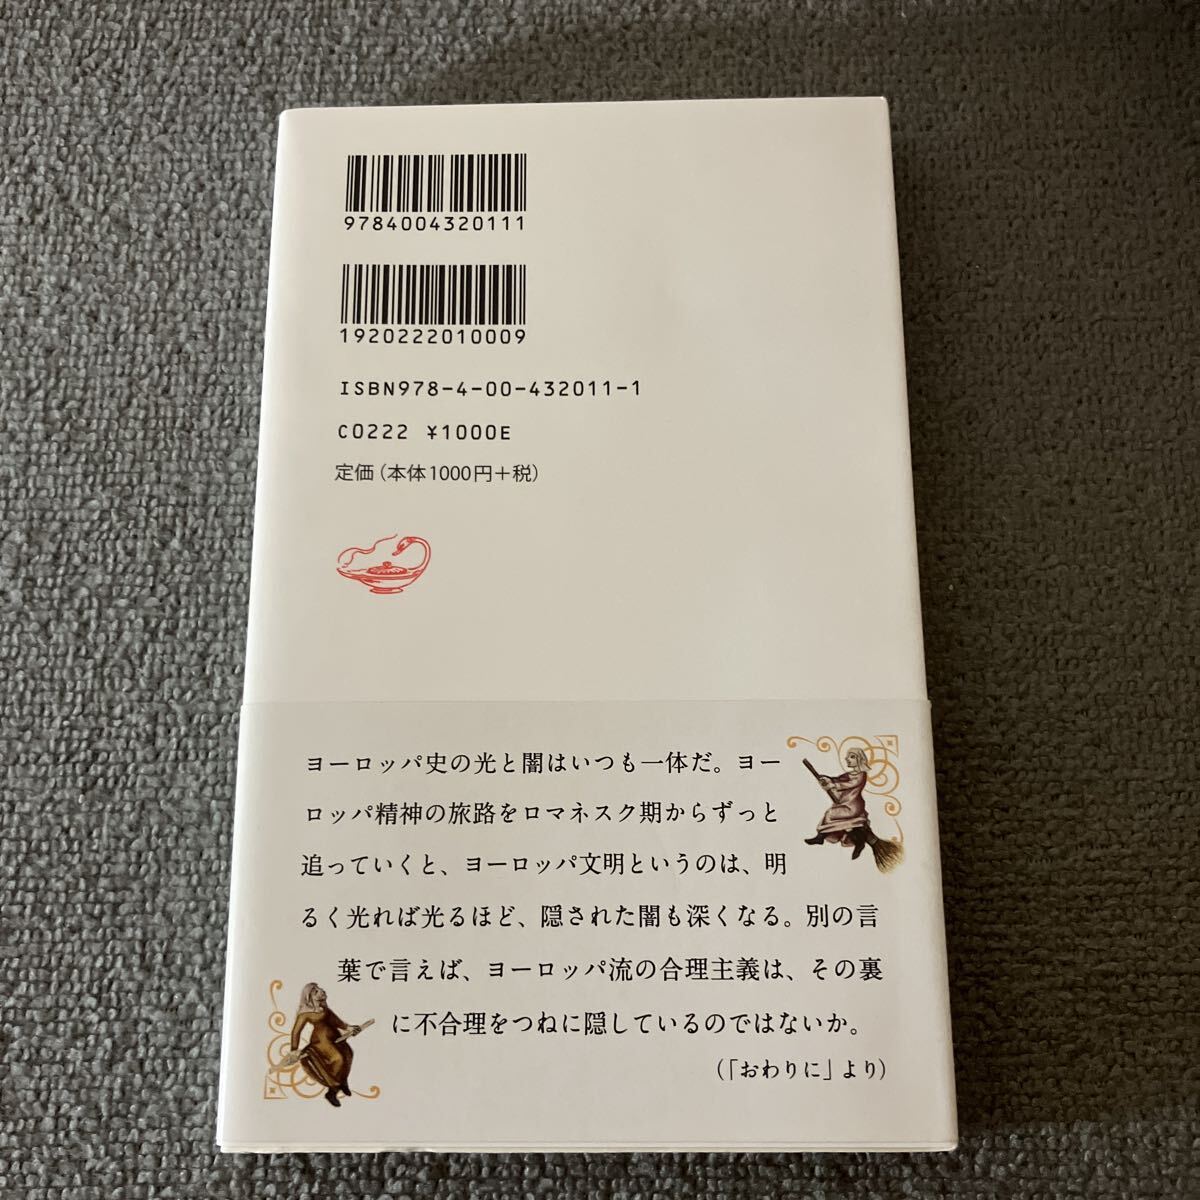 9784004320111
1920222010009
ISBN978-4-00-432011-1
C0222 ¥1000E
定価(本体1000円+税)
ヨーロッパ史の光と闇はいつも一体だ。ヨー
ロッパ精神の旅路をロマネスク期からずっと
追っていくと、ヨーロッパ文明というのは、明
るく光れば光るほど、隠された闇も深くなる。別の言
葉で言えば、ヨーロッパ流の合理主義は、その裏
に不合理をつねに隠しているのではないか。
(「おわりに」より)